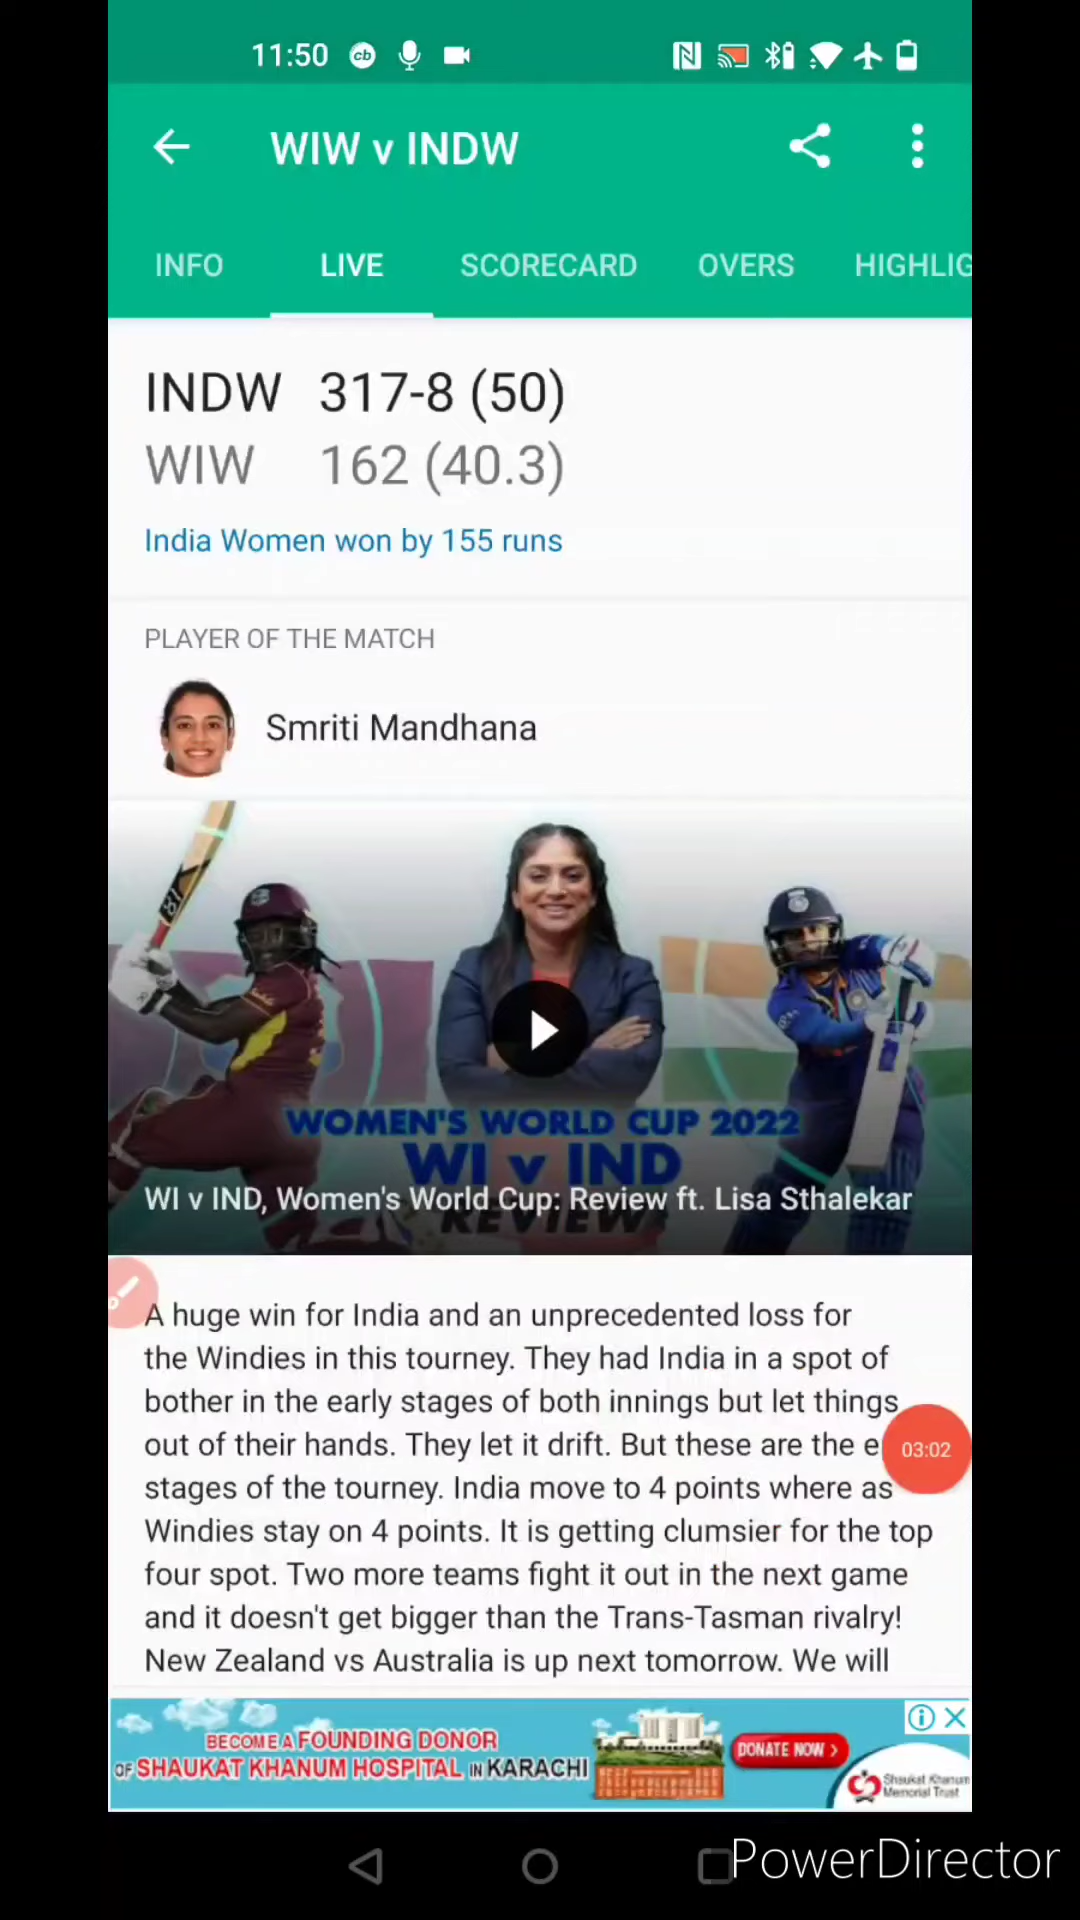 11:50
cb
WIW v INDW
INFO
LIVE
SCORECARD
OVERS
HIGHLIG
INDW 317-8 (50)
WIW 162 (40.3)
India Women won by 155 runs
PLAYER OF THE MATCH
Smriti Mandhana
18
WOMEN'S WORLD CUP 2022
WI v IND
REVIEW
WI v IND, Women's World Cup: Review ft. Lisa Sthalekar
A huge win for India and an unprecedented loss for
the Windies in this tourney. They had India in a spot of
bother in the early stages of both innings but let things
out of their hands. They let it drift. But these are the e
03:02
stages of the tourney. India move to 4 points where as
Windies stay on 4 points. It is getting clumsier for the top
four spot. Two more teams fight it out in the next game
and it doesn't get bigger than the Trans-Tasman rivalry!
New Zealand vs Australia is up next tomorrow. We will
BECOME A FOUNDING DONOR
OF SHAUKAT KHANUM HOSPITAL IN KARACHI
DONATE NOW >
Shaukat Khanum
Memorial Trust
PowerDirector